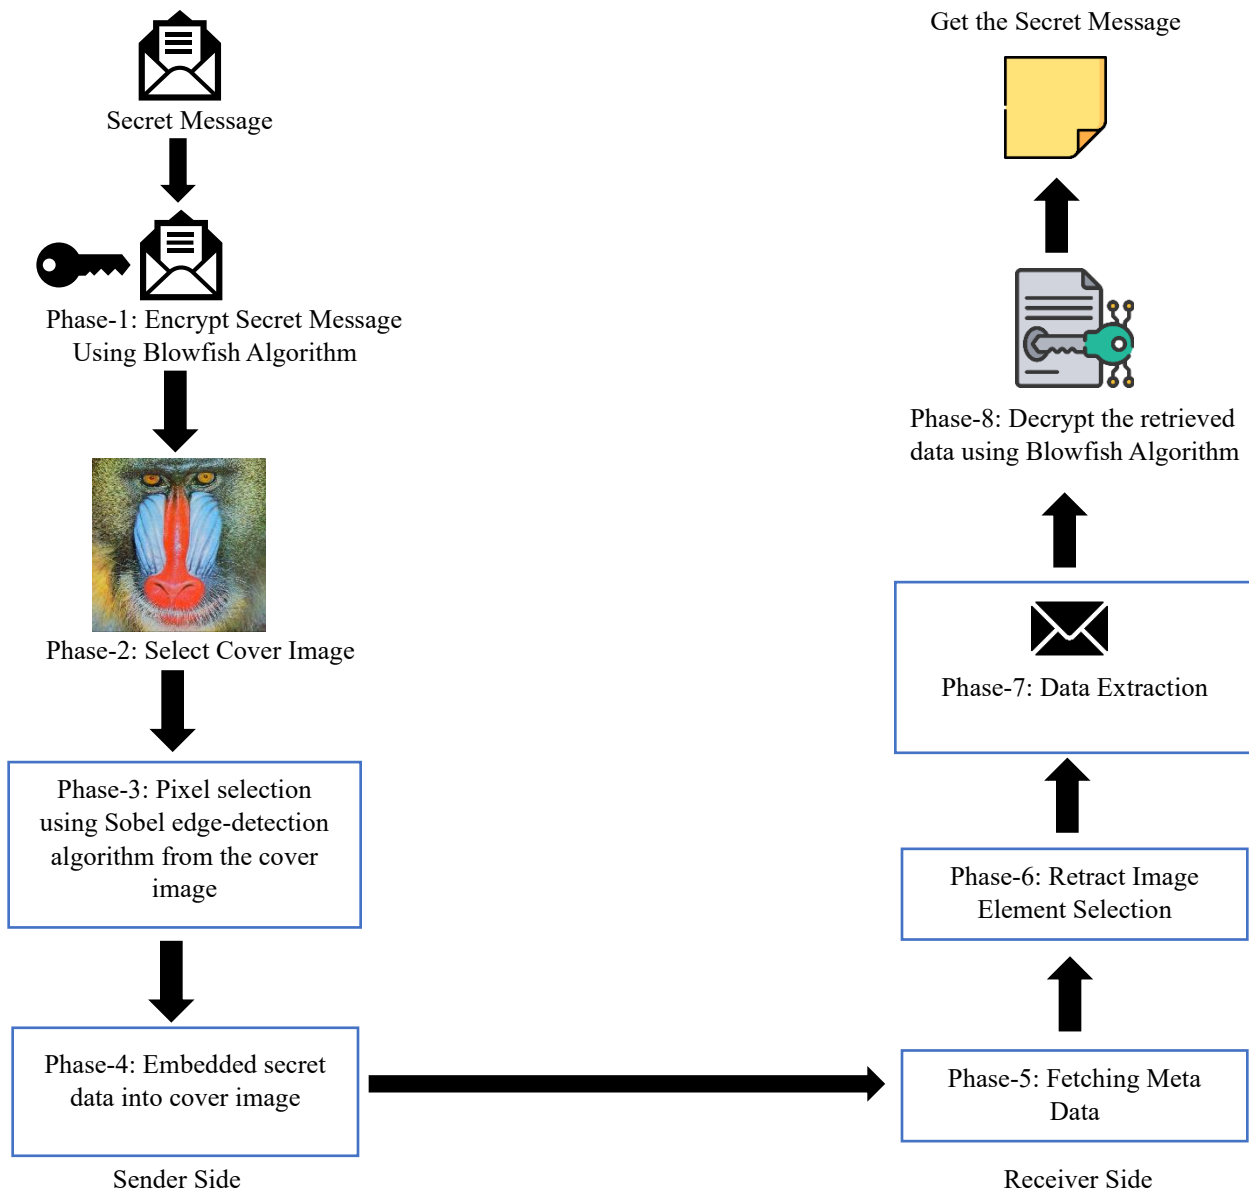 Secret Message
Phase-1: Encrypt Secret Message
Using Blowfish Algorithm
Phase-2: Select Cover Image
Phase-3: Pixel selection
using Sobel edge-detection
algorithm from the cover
image
Phase-4: Embedded secret
data into cover image
Sender Side
Get the Secret Message
Phase-8: Decrypt the retrieved
data using Blowfish Algorithm
Phase-7: Data Extraction
Phase-6: Retract Image
Element Selection
Phase-5: Fetching Meta
Data
Receiver Side